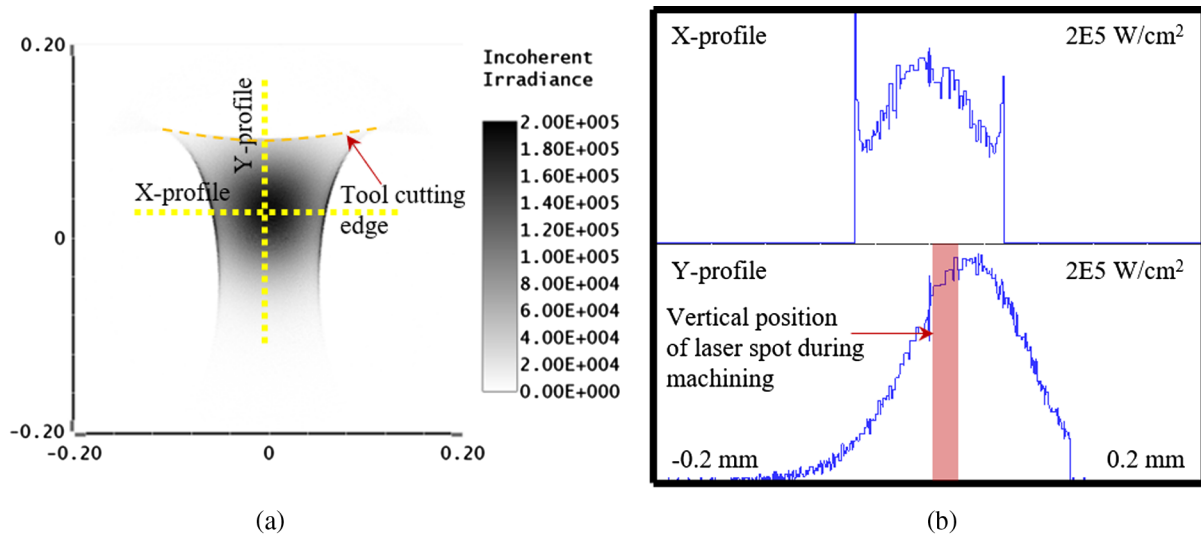 0.20
0
-0.20
-0.20
0
0.20
Y-profile
X-profile
Tool cutting
edge
Incoherent
Irradiance
2.00E+005
1.80E+005
1.60E+005
1.40E+005
1.20E+005
1.00E+005
8.00E+004
6.00E+004
4.00E+004
2.00E+004
0.00E+000
(a)
X-profile
2E5 W/cm²
Y-profile
2E5 W/cm²
Vertical position
of laser spot during
machining
-0.2 mm
0.2 mm
(b)